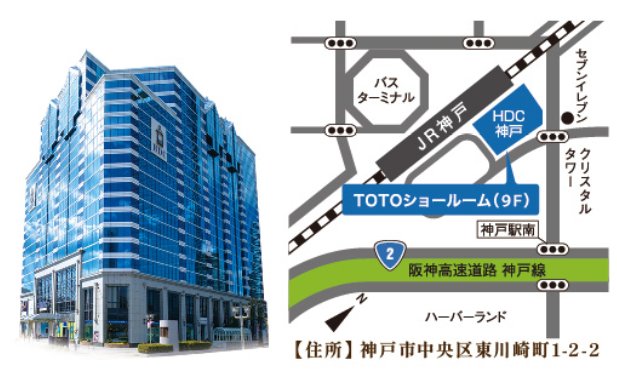 HDC
バス
ターミナル
JR神戸
HDC
神戸
セブンイレブン
クリスタル
タワー
TOTOショールーム（9F）
神戸駅南
2
阪神高速道路 神戸線
N
ハーバーランド
【住所】神戸市中央区東川崎町1-2-2